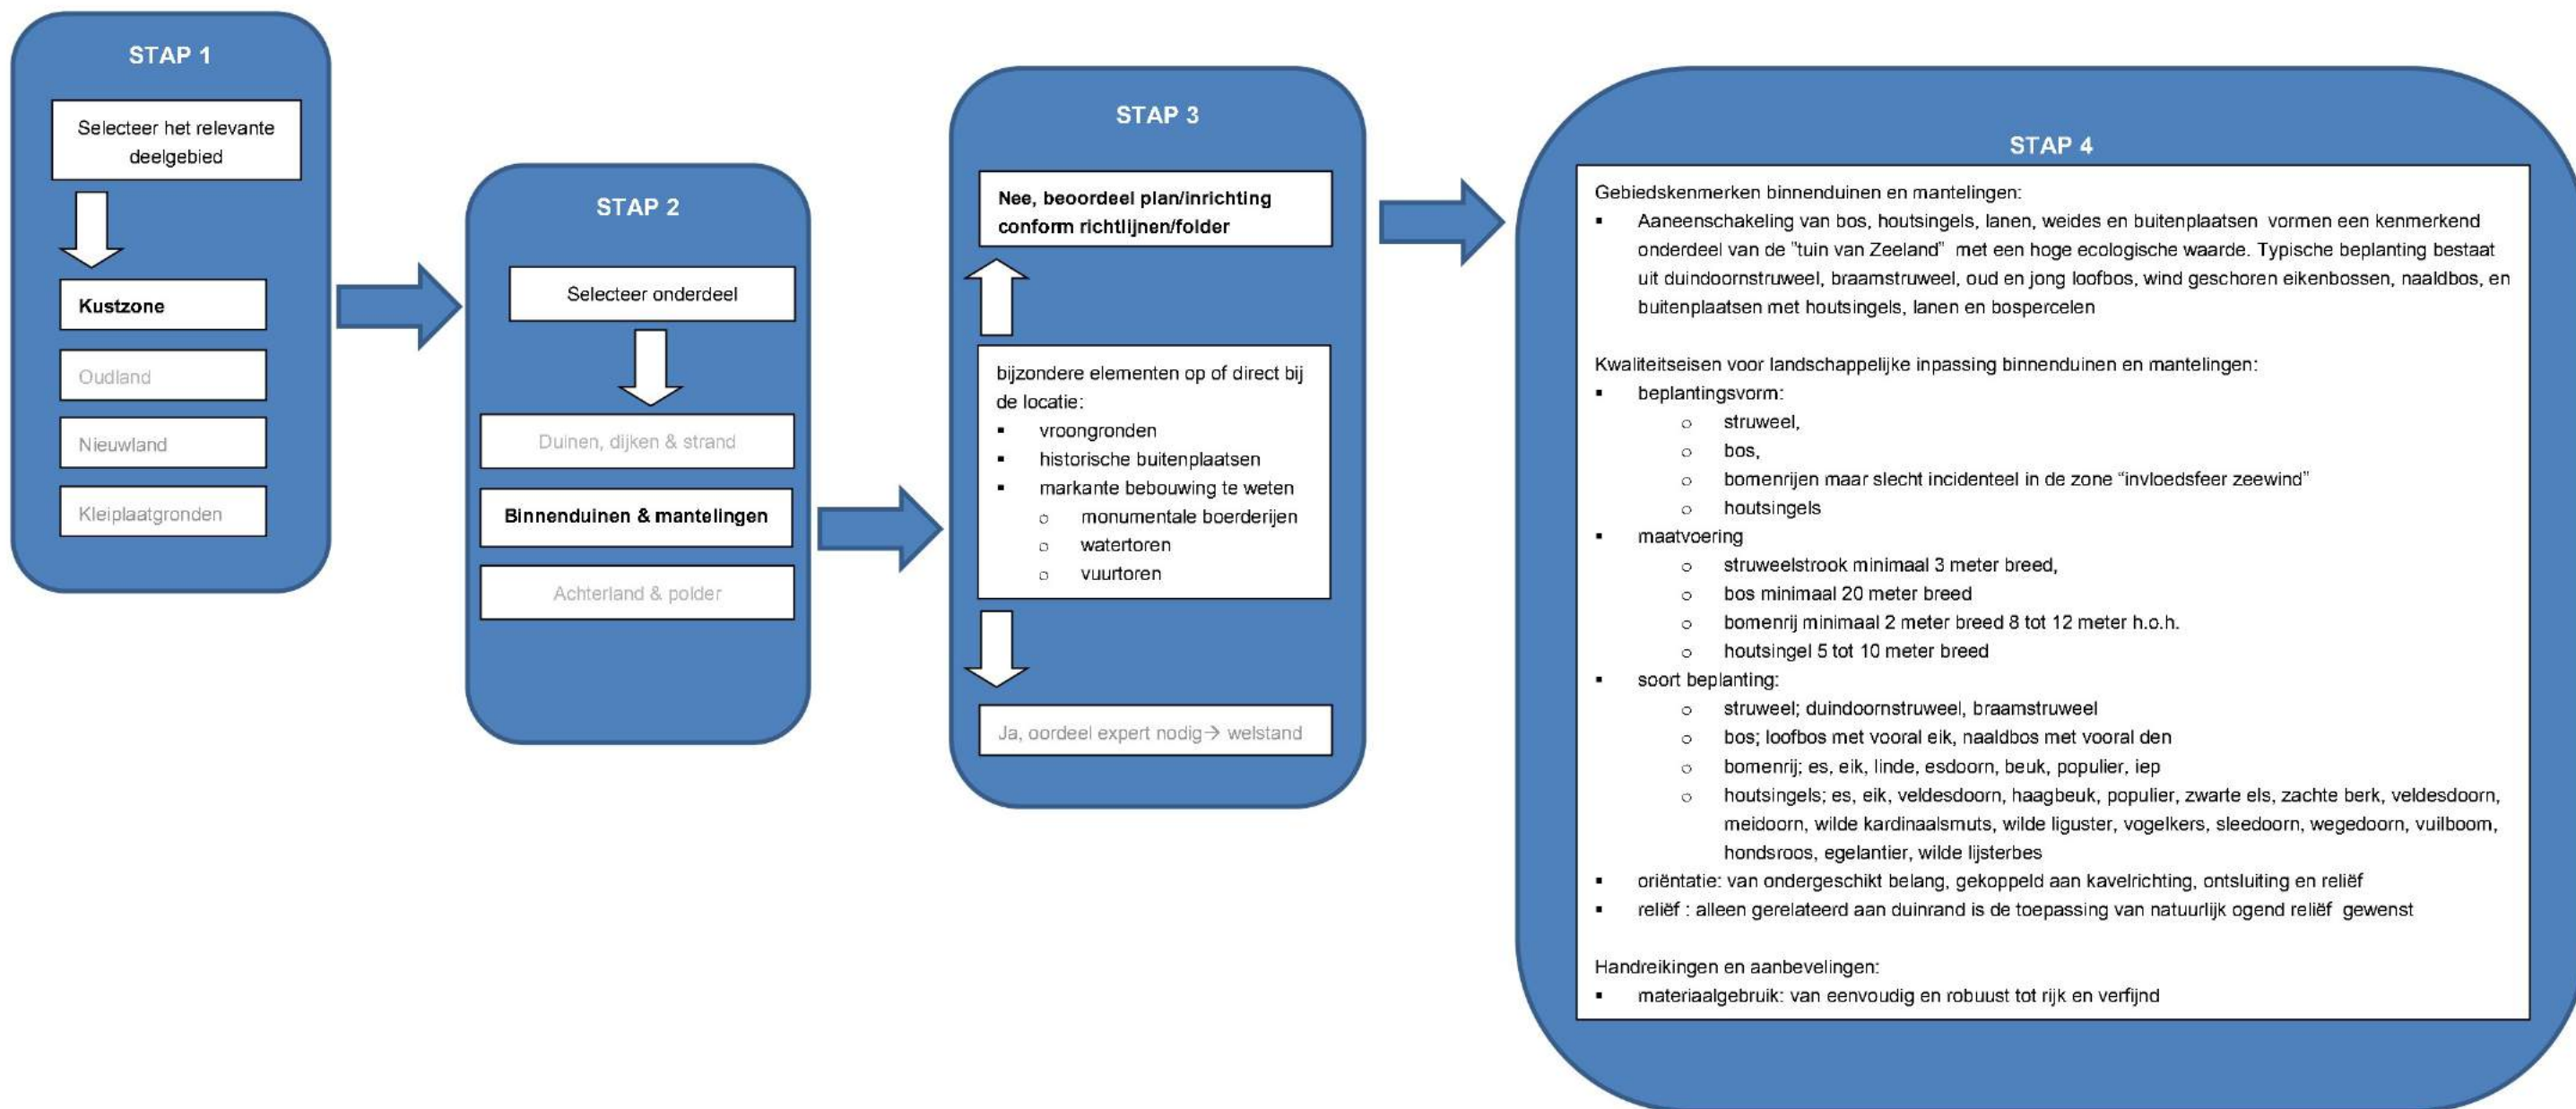 STAP 1
Selecteer het relevante
deelgebied
Kustzone
Oudland
Nieuwland
Kleiplaatgronden
STAP 2
Selecteer onderdeel
Duinen, dijken & strand
Binnenduinen & mantelingen
Achterland & polder
STAP 3
Nee, beoordeel plan/inrichting
conform richtlijnen/folder
bijzondere elementen op of direct bij
de locatie:
▪ vroongronden
▪ historische buitenplaatsen
▪ markante bebouwing te weten
o monumentale boerderijen
o watertoren
o vuurtoren
Ja, oordeel expert nodig→ welstand
STAP 4
Gebiedskenmerken binnenduinen en mantelingen:
▪ Aaneenschakeling van bos, houtsingels, lanen, weides en buitenplaatsen vormen een kenmerkend
onderdeel van de "tuin van Zeeland" met een hoge ecologische waarde. Typische beplanting bestaat
uit duindoornstruweel, braamstruweel, oud en jong loofbos, wind geschoren eikenbossen, naaldbos, en
buitenplaatsen met houtsingels, lanen en bospercelen
Kwaliteitseisen voor landschappelijke inpassing binnenduinen en mantelingen:
▪ beplantingsvorm:
o struweel,
o bos,
o bomenrijen maar slecht incidenteel in de zone “invloedsfeer zeewind”
o houtsingels
▪ maatvoering
o struweelstrook minimaal 3 meter breed,
o bos minimaal 20 meter breed
o bomenrij minimaal 2 meter breed 8 tot 12 meter h.o.h.
o houtsingel 5 tot 10 meter breed
▪ soort beplanting:
o struweel; duindoornstruweel, braamstruweel
o bos; loofbos met vooral eik, naaldbos met vooral den
o bomenrij; es, eik, linde, esdoorn, beuk, populier, iep
o houtsingels; es, eik, veldesdoorn, haagbeuk, populier, zwarte els, zachte berk, veldesdoorn,
meidoorn, wilde kardinaalsmuts, wilde liguster, vogelkers, sleedoorn, wegedoorn, vuilboom,
hondsroos, egelantier, wilde lijsterbes
▪ oriëntatie: van ondergeschikt belang, gekoppeld aan kavelrichting, ontsluiting en reliëf
▪ reliëf : alleen gerelateerd aan duinrand is de toepassing van natuurlijk ogend reliëf gewenst
Handreikingen en aanbevelingen:
▪ materiaalgebruik: van eenvoudig en robuust tot rijk en verfijnd